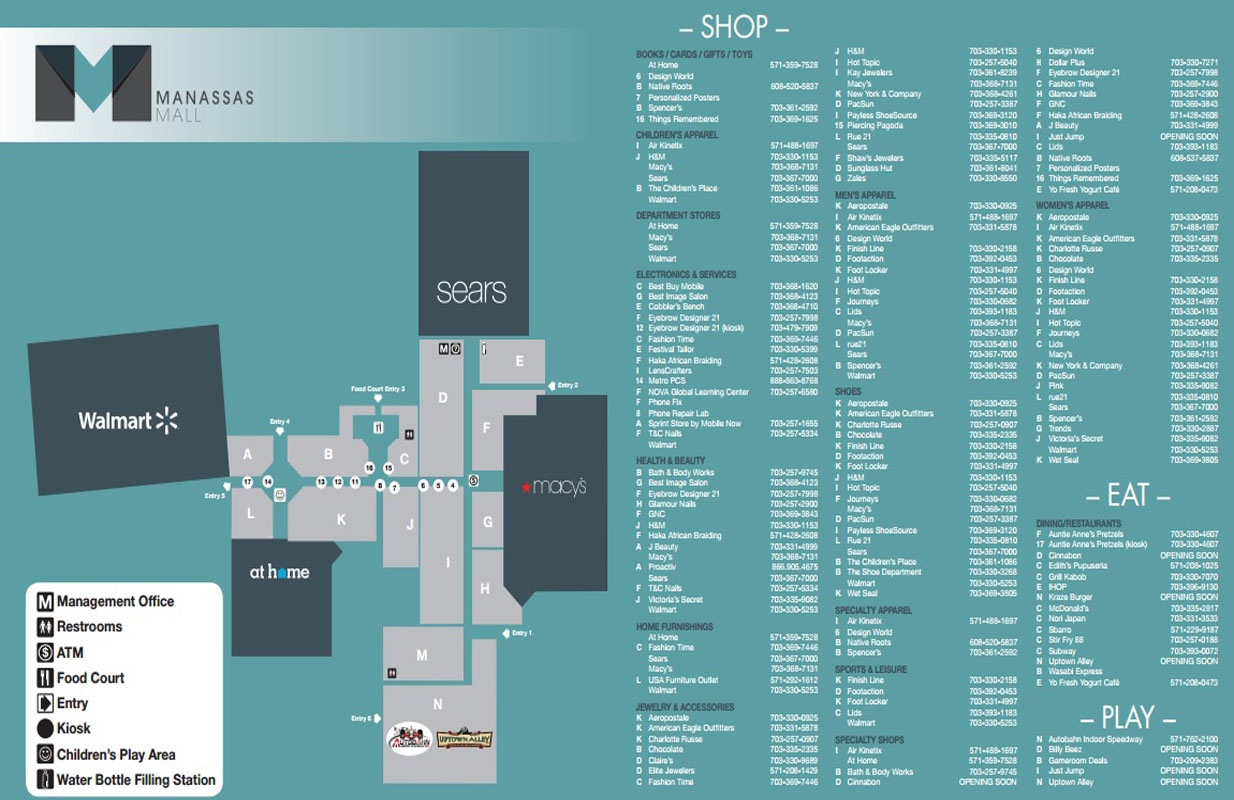 MANASSAS
MALL
sears
Walmart
macy's
at home
Food Court Entry 3
Entry 4
Entry 5
Entry 2
Entry 1
Entry 6
A
B
C
D
E
F
G
H
I
J
K
L
M
N
17
14
13
12
11
16
15
8
7
6
5
4
UPTOWN ALLEY
M Management Office
Restrooms
$ ATM
Food Court
Entry
Kiosk
Children's Play Area
Water Bottle Filling Station
– SHOP –
BOOKS / CARDS / GIFTS / TOYS
At Home 571•359•7528
6 Design World
B Native Roots 608•520•5837
7 Personalized Posters
B Spencer's 703•361•2592
16 Things Remembered 703•369•1625
CHILDREN'S APPAREL
I Air Kinetix 571•488•1697
J H&M 703•330•1153
Macy's 703•368•7131
Sears 703•367•7000
B The Children's Place 703•361•1086
Walmart 703•330•5253
DEPARTMENT STORES
At Home 571•359•7528
Macy's 703•368•7131
Sears 703•367•7000
Walmart 703•330•5253
ELECTRONICS & SERVICES
C Best Buy Mobile 703•368•1620
G Best Image Salon 703•368•4123
E Cobbler's Bench 703•368•4710
F Eyebrow Designer 21 703•257•7998
12 Eyebrow Designer 21 (kiosk) 703•479•7909
C Fashion Time 703•369•7446
E Festival Tailor 703•330•5399
F Haka African Braiding 571•428•2608
I LensCrafters 703•257•7503
14 Metro PCS 888•863•8768
F NOVA Global Learning Center 703•257•6580
F Phone Fix
8 Phone Repair Lab
A Sprint Store by Mobile Now 703•257•1655
F T&C Nails 703•257•5334
Walmart
HEALTH & BEAUTY
B Bath & Body Works 703•257•9745
G Best Image Salon 703•368•4123
F Eyebrow Designer 21 703•257•7998
H Glamour Nails 703•257•2900
F GNC 703•369•3843
J H&M 703•330•1153
F Haka African Braiding 571•428•2608
A J Beauty 703•331•4999
Macy's 703•368•7131
A Proactiv 866.905.4675
Sears 703•367•7000
F T&C Nails 703•257•5334
J Victoria's Secret 703•335•9082
Walmart 703•330•5253
HOME FURNISHINGS
At Home 571•359•7528
C Fashion Time 703•369•7446
Sears 703•367•7000
Macy's 703•368•7131
L USA Furniture Outlet 571•292•1612
Walmart 703•330•5253
JEWELRY & ACCESSORIES
K Aeropostale 703•330•0925
K American Eagle Outfitters 703•331•5878
K Charlotte Russe 703•257•0907
B Chocolate 703•335•2335
D Claire's 703•330•9689
D Elite Jewelers 571•208•1429
C Fashion Time 703•369•7446
J H&M 703•330•1153
I Hot Topic 703•257•5040
I Kay Jewelers 703•361•8239
Macy's 703•368•7131
K New York & Company 703•368•4261
D PacSun 703•257•3387
I Payless ShoeSource 703•369•3120
15 Piercing Pagoda 703•369•3010
L Rue 21 703•335•0810
Sears 703•367•7000
F Shaw's Jewelers 703•335•5117
D Sunglass Hut 703•361•8041
G Zales 703•330•8550
MEN'S APPAREL
K Aeropostale 703•330•0925
I Air Kinetix 571•488•1697
K American Eagle Outfitters 703•331•5878
6 Design World
K Finish Line 703•330•2158
D Footaction 703•392•0453
K Foot Locker 703•331•4997
J H&M 703•330•1153
I Hot Topic 703•257•5040
F Journeys 703•330•0682
C Lids 703•393•1183
Macy's 703•368•7131
D PacSun 703•257•3387
L rue21 703•335•0810
Sears 703•367•7000
B Spencer's 703•361•2592
Walmart 703•330•5253
SHOES
K Aeropostale 703•330•0925
K American Eagle Outfitters 703•331•5878
K Charlotte Russe 703•257•0907
B Chocolate 703•335•2335
K Finish Line 703•330•2158
D Footaction 703•392•0453
K Foot Locker 703•331•4997
J H&M 703•330•1153
I Hot Topic 703•257•5040
F Journeys 703•330•0682
Macy's 703•368•7131
D PacSun 703•257•3387
I Payless ShoeSource 703•369•3120
L Rue 21 703•335•0810
Sears 703•367•7000
B The Children's Place 703•361•1086
B The Shoe Department 703•330•3268
Walmart 703•330•5253
K Wet Seal 703•369•3805
SPECIALTY APPAREL
I Air Kinetix 571•488•1697
6 Design World
B Native Roots 608•520•5837
B Spencer's 703•361•2592
SPORTS & LEISURE
K Finish Line 703•330•2158
D Footaction 703•392•0453
K Foot Locker 703•331•4997
C Lids 703•393•1183
Walmart 703•330•5253
SPECIALTY SHOPS
I Air Kinetix 571•488•1697
At Home 571•359•7528
B Bath & Body Works 703•257•9745
D Cinnabon OPENING SOON
6 Design World
H Dollar Plus 703•330•7271
F Eyebrow Designer 21 703•257•7998
C Fashion Time 703•369•7446
H Glamour Nails 703•257•2900
F GNC 703•369•3843
F Haka African Braiding 571•428•2608
A J Beauty 703•331•4999
I Just Jump OPENING SOON
C Lids 703•393•1183
B Native Roots 608•537•5837
7 Personalized Posters
16 Things Remembered 703•369•1625
E Yo Fresh Yogurt Café 571•208•0473
WOMEN'S APPAREL
K Aeropostale 703•330•0925
I Air Kinetix 571•488•1697
K American Eagle Outfitters 703•331•5878
K Charlotte Russe 703•257•0907
B Chocolate 703•335•2335
6 Design World
K Finish Line 703•330•2158
D Footaction 703•392•0453
K Foot Locker 703•331•4997
J H&M 703•330•1153
I Hot Topic 703•257•5040
F Journeys 703•330•0682
C Lids 703•393•1183
Macy's 703•368•7131
K New York & Company 703•368•4261
D PacSun 703•257•3387
J Pink 703•335•9082
L rue21 703•335•0810
Sears 703•367•7000
B Spencer's 703•361•2592
G Trends 703•330•2887
J Victoria's Secret 703•335•9082
Walmart 703•330•5253
K Wet Seal 703•369•3805
– EAT –
DINING/RESTAURANTS
F Auntie Anne's Pretzels 703•330•4607
17 Auntie Anne's Pretzels (kiosk) 703•330•4607
D Cinnabon OPENING SOON
C Edith's Pupuseria 571•208•1025
C Grill Kabob 703•330•7070
E IHOP 703•396•9130
N Kraze Burger OPENING SOON
C McDonald's 703•335•2817
C Nori Japan 703•331•3533
C Sbarro 571•229•9187
C Stir Fry 88 703•257•0188
C Subway 703•393•0072
N Uptown Alley OPENING SOON
B Wasabi Express
E Yo Fresh Yogurt Café 571•208•0473
– PLAY –
N Autobahn Indoor Speedway 571•762•2100
D Billy Beez OPENING SOON
B Gameroom Deals 703•209•2383
I Just Jump OPENING SOON
N Uptown Alley OPENING SOON